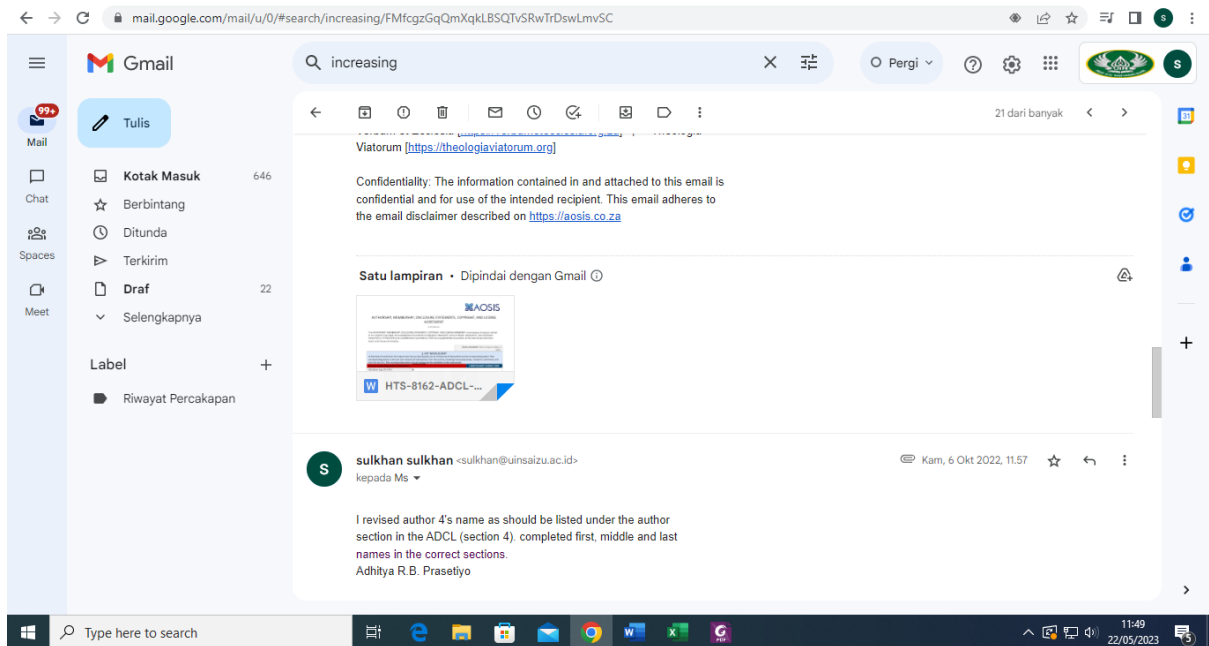 mail.google.com/mail/u/0/#search/increasing/FMfcgzGqQmXqkLBSQTvSRwTrDswLmvSC
Gmail
increasing
Pergi
S
99+
Mail
Chat
Spaces
Meet
Tulis
Kotak Masuk 646
Berbintang
Ditunda
Terkirim
Draf 22
Selengkapnya
Label
Riwayat Percakapan
21 dari banyak
Viatorum [https://theologiaviatorum.org]
Confidentiality: The information contained in and attached to this email is
confidential and for use of the intended recipient. This email adheres to
the email disclaimer described on https://aosis.co.za
Satu lampiran • Dipindai dengan Gmail
AOSIS
W HTS-8162-ADCL-...
S
sulkhan sulkhan <sulkhan@uinsaizu.ac.id>
Kam, 6 Okt 2022, 11.57
kepada Ms
I revised author 4's name as should be listed under the author
section in the ADCL (section 4). completed first, middle and last
names in the correct sections.
Adhitya R.B. Prasetiyo
Type here to search
11:49
22/05/2023
5